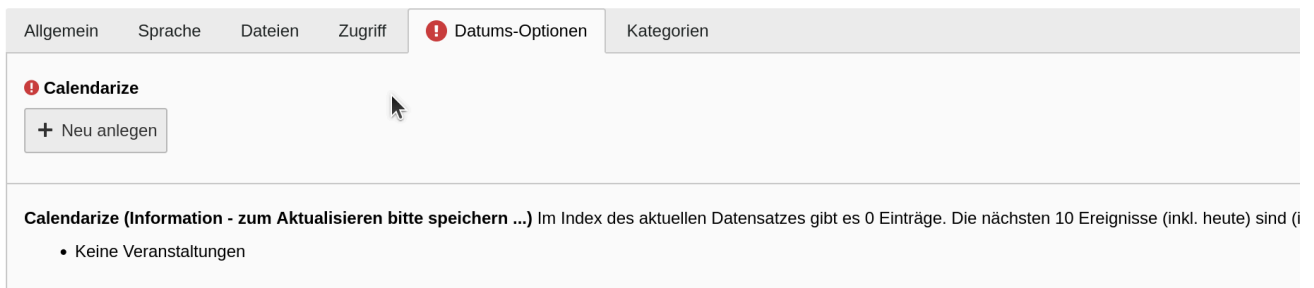 Allgemein Sprache Dateien Zugriff Datums-Optionen Kategorien
Calendarize
+ Neu anlegen
Calendarize (Information - zum Aktualisieren bitte speichern ...) Im Index des aktuellen Datensatzes gibt es 0 Einträge. Die nächsten 10 Ereignisse (inkl. heute) sind (i
• Keine Veranstaltungen